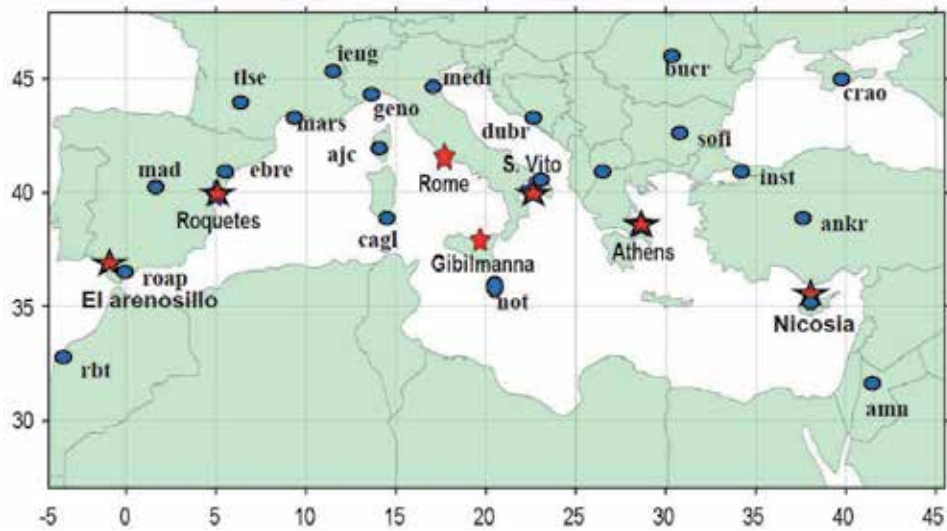 45
40
35
30
-5 0 5 10 15 20 25 30 35 40 45
ieug
bucr
tlse
medi
geno
crao
mars
dubr
sofi
ajc
S. Vito
mad
ebre
Rome
inst
Roquetes
ankr
cagl
Gibilmanna
Athens
roap
El arenosillo
not
Nicosia
rbt
amn